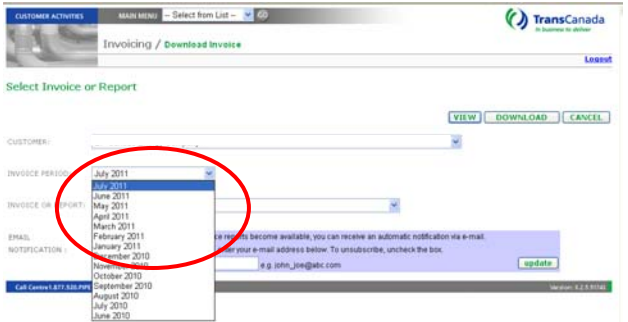 CUSTOMER ACTIVITIES MAIN MENU -- Select from List -- GO
TransCanada
In business to deliver
Invoicing / Download Invoice
Logout
Select Invoice or Report
VIEW DOWNLOAD CANCEL
CUSTOMER:
INVOICE PERIOD: July 2011
July 2011
June 2011
INVOICE OR REPORT: May 2011
April 2011
March 2011
EMAIL February 2011 ce reports become available, you can receive an automatic notification via e-mail.
NOTIFICATION : January 2011 nter your e-mail address below. To unsubscribe, uncheck the box.
December 2010
November 2010 e.g. john_joe@abc.com update
October 2010
Call Centre 1.877.520.PIPE September 2010
August 2010
July 2010
June 2010